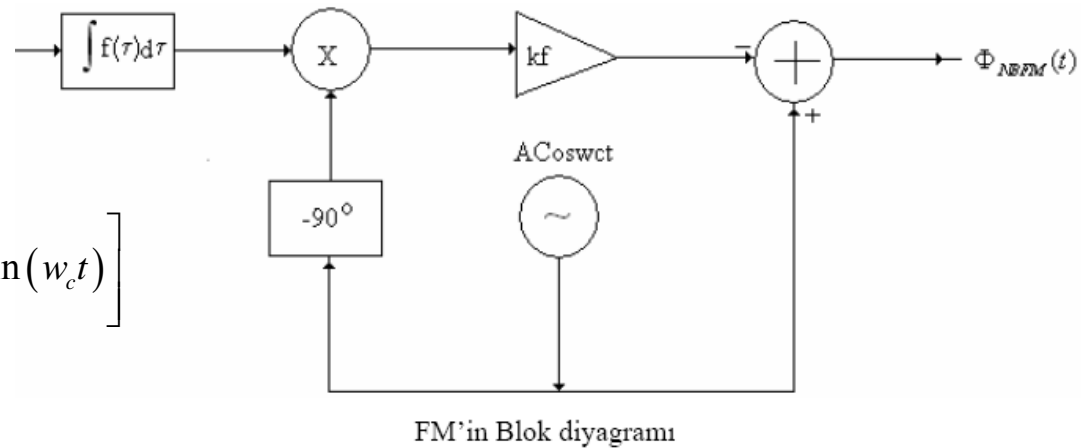 ∫ f(τ)dτ
X
kf
−
+
Φ_NBFM(t)
+
ACoswct
~
-90°
n(w_c t)]
FM’in Blok diyagramı